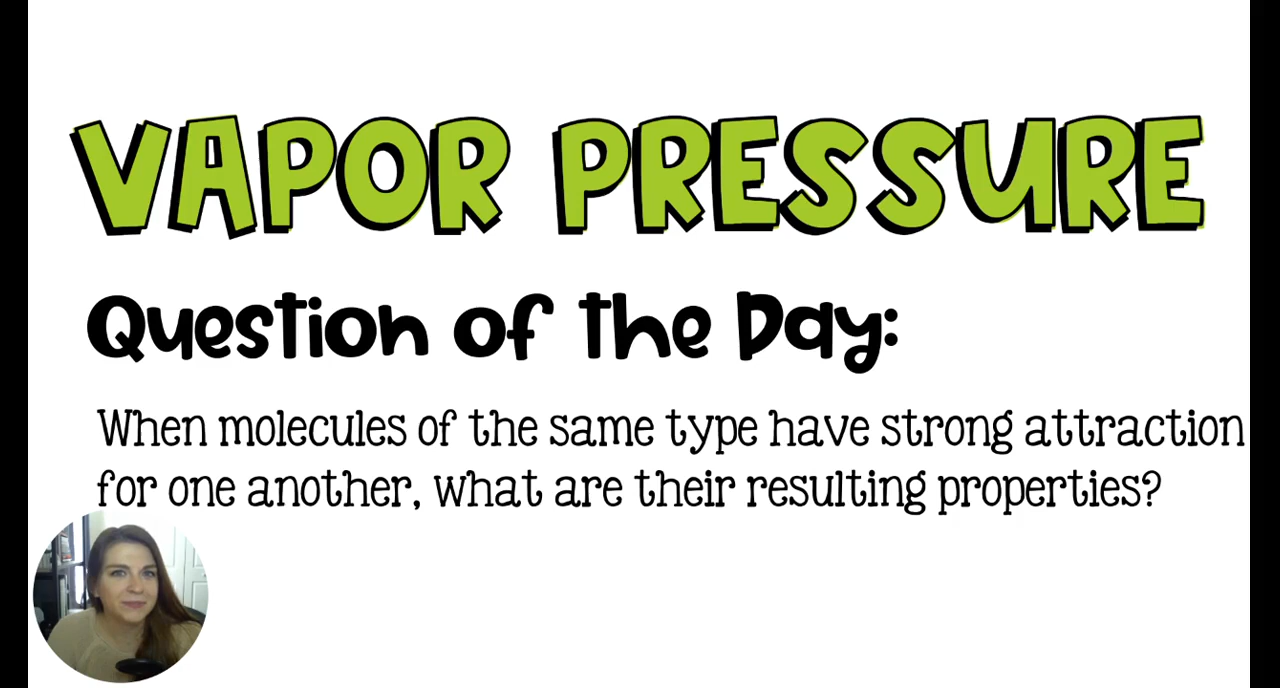 VAPOR PRESSURE
Question of the Day:
When molecules of the same type have strong attraction
for one another, what are their resulting properties?